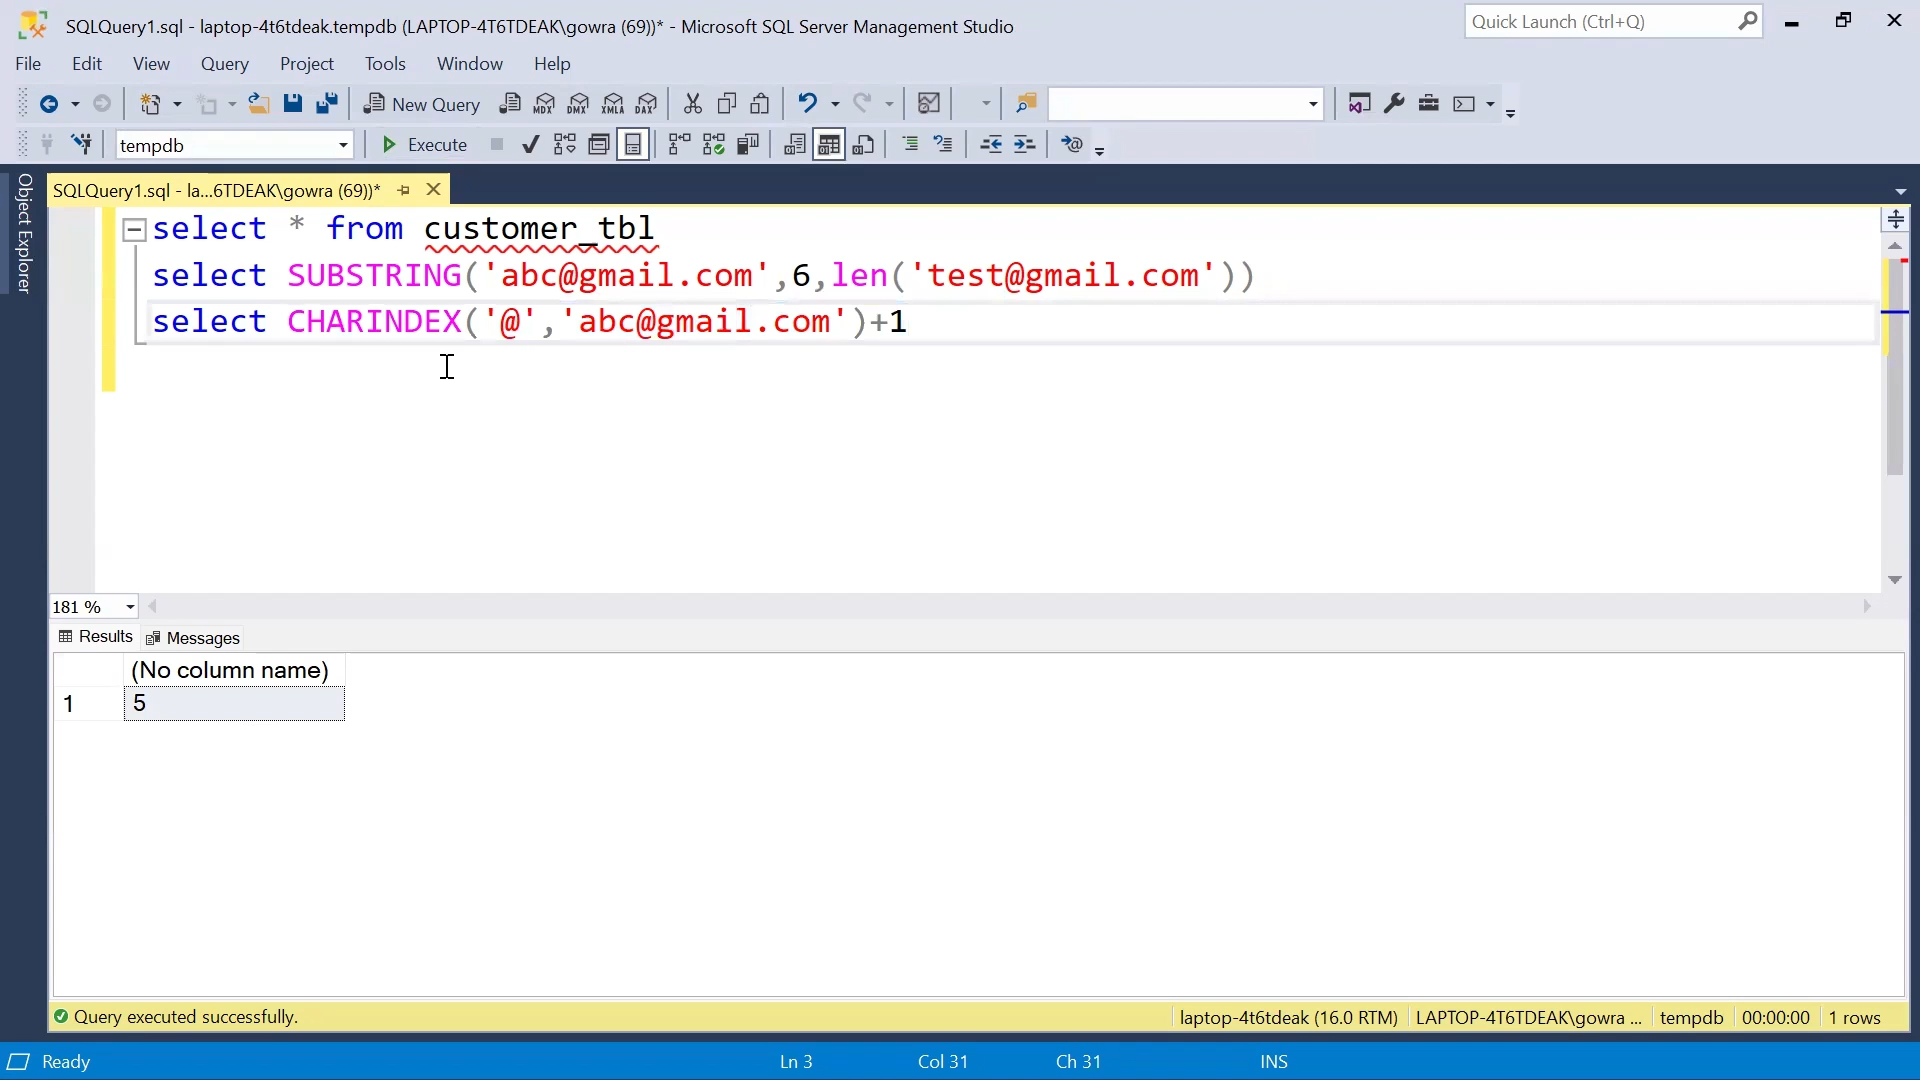 SQLQuery1.sql - laptop-4t6tdeak.tempdb (LAPTOP-4T6TDEAK\gowra (69))* - Microsoft SQL Server Management Studio
Quick Launch (Ctrl+Q)
File Edit View Query Project Tools Window Help
New Query MDX DMX XMLA DAX
tempdb Execute
Object Explorer
SQLQuery1.sql - la...6TDEAK\gowra (69))*
select * from customer_tbl
select SUBSTRING('abc@gmail.com',6,len('test@gmail.com'))
select CHARINDEX('@','abc@gmail.com')+1
181 %
Results Messages
(No column name)
1 5
Query executed successfully. laptop-4t6tdeak (16.0 RTM) LAPTOP-4T6TDEAK\gowra ... tempdb 00:00:00 1 rows
Ready Ln 3 Col 31 Ch 31 INS